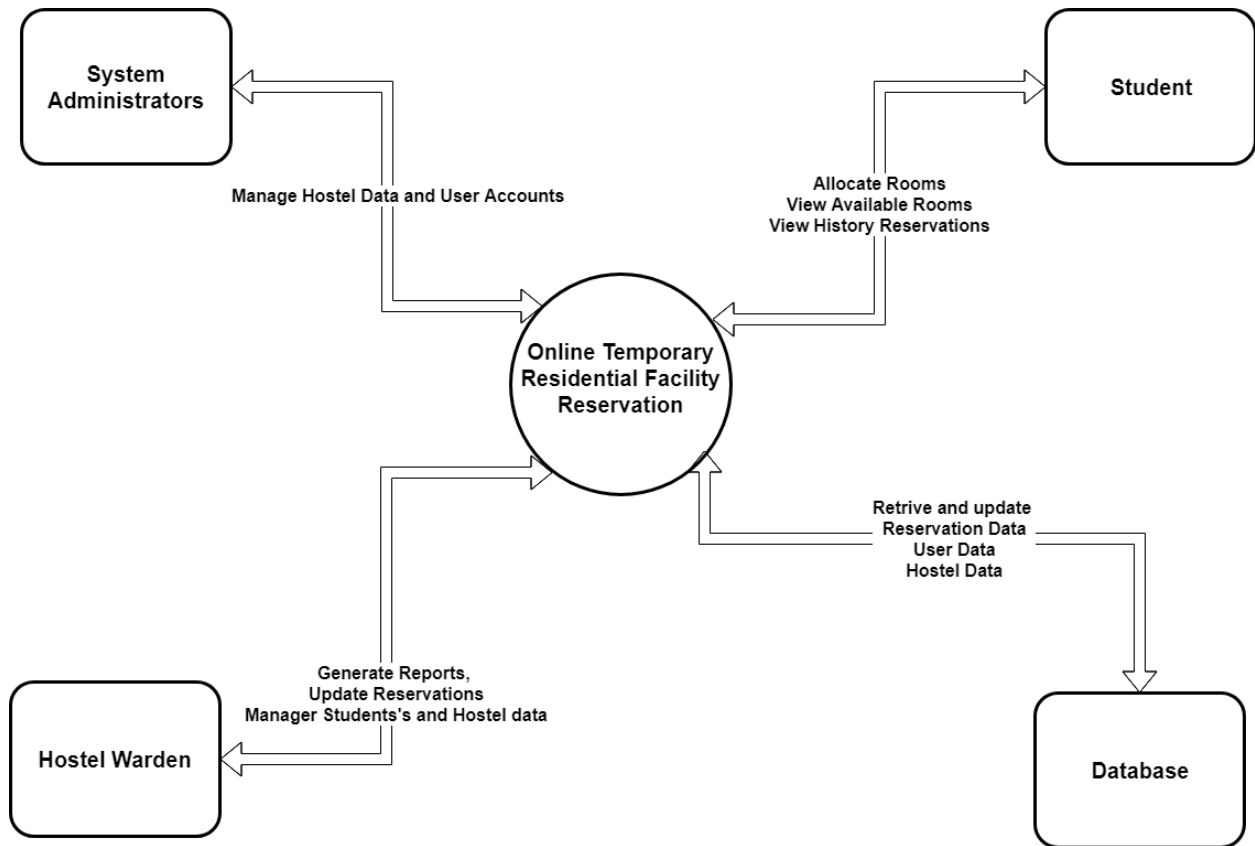 System
Administrators
Student
Manage Hostel Data and User Accounts
Allocate Rooms
View Available Rooms
View History Reservations
Online Temporary
Residential Facility
Reservation
Retrive and update
Reservation Data
User Data
Hostel Data
Generate Reports,
Update Reservations
Manager Students's and Hostel data
Hostel Warden
Database